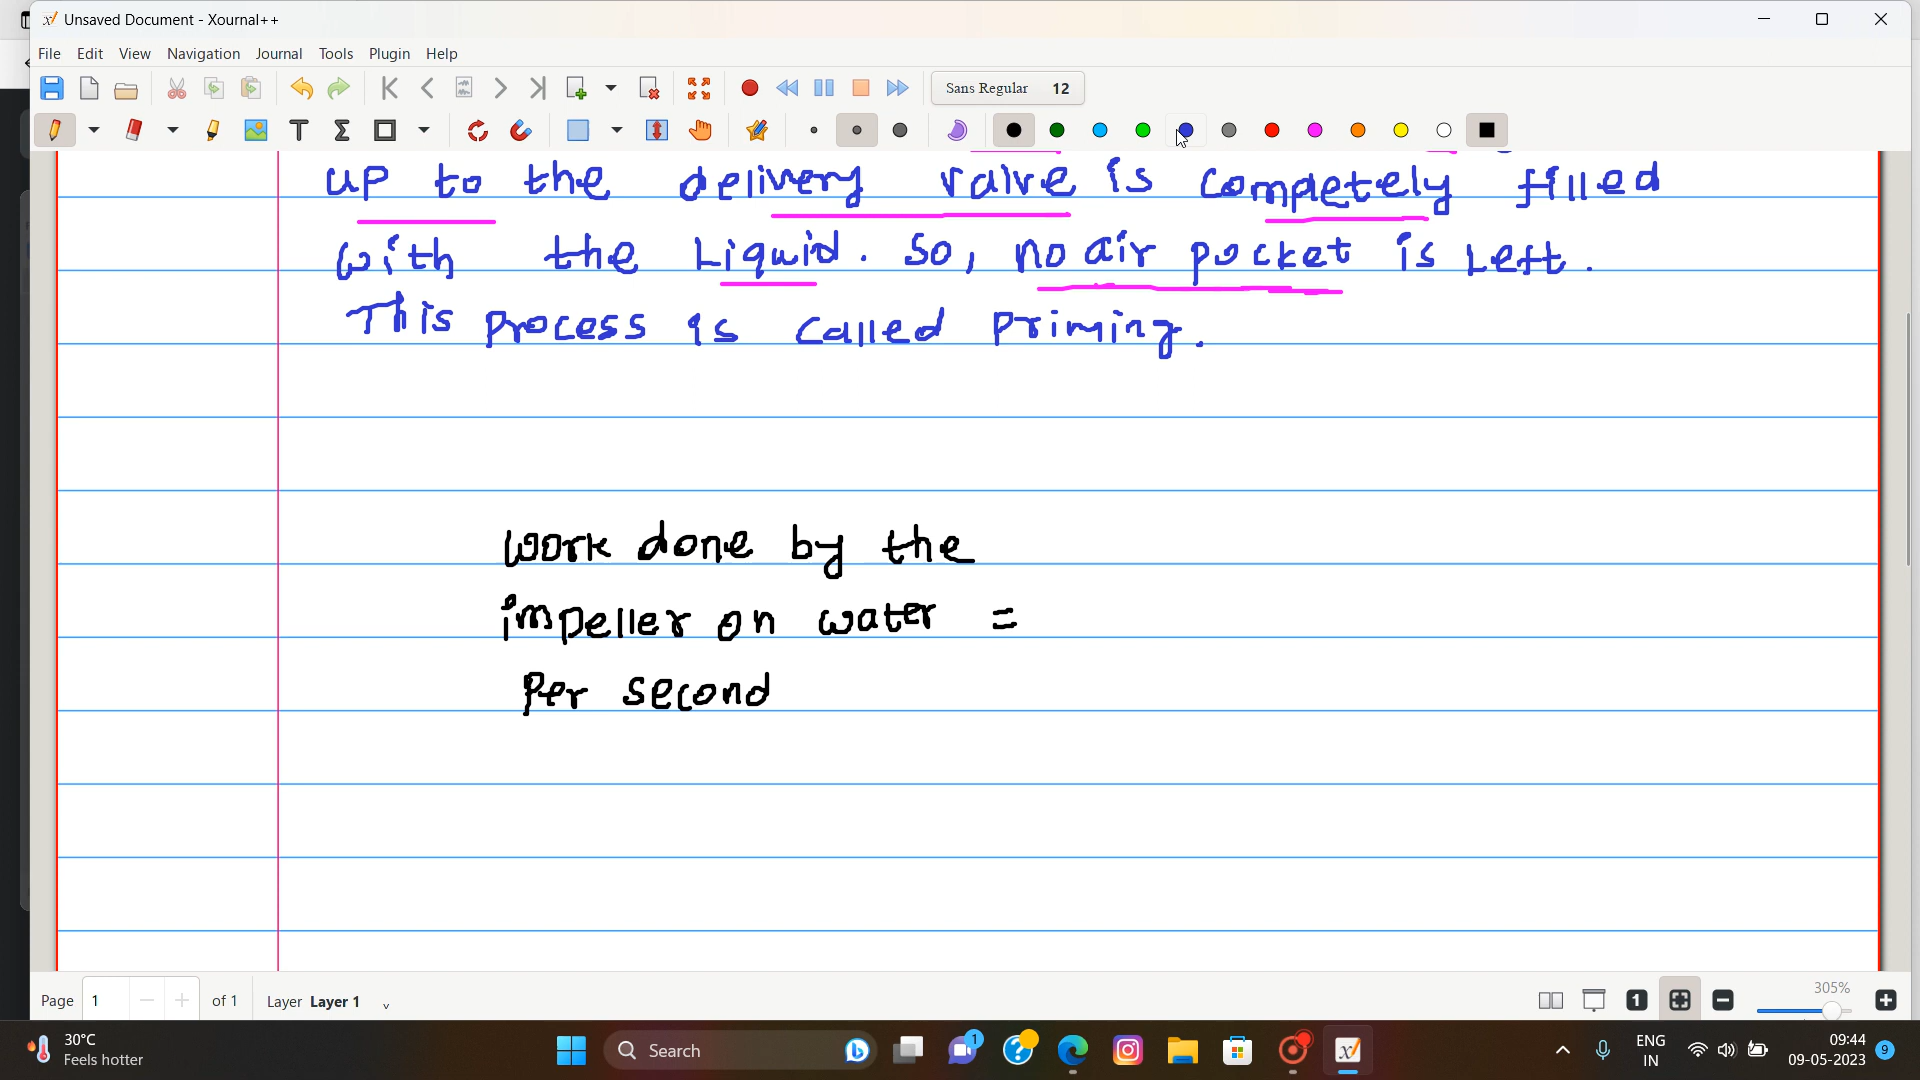 Unsaved Document - Xournal++
File Edit View Navigation Journal Tools Plugin Help
Sans Regular 12
up to the delivery valve is completely filled
with the Liquid. So, no air pocket is Left.
This process is called priming.
work done by the
impeller on water =
Per second
Page 1 of 1 Layer Layer 1 305%
30°C
Feels hotter
Search
1
ENG
IN
09:44
09-05-2023
9